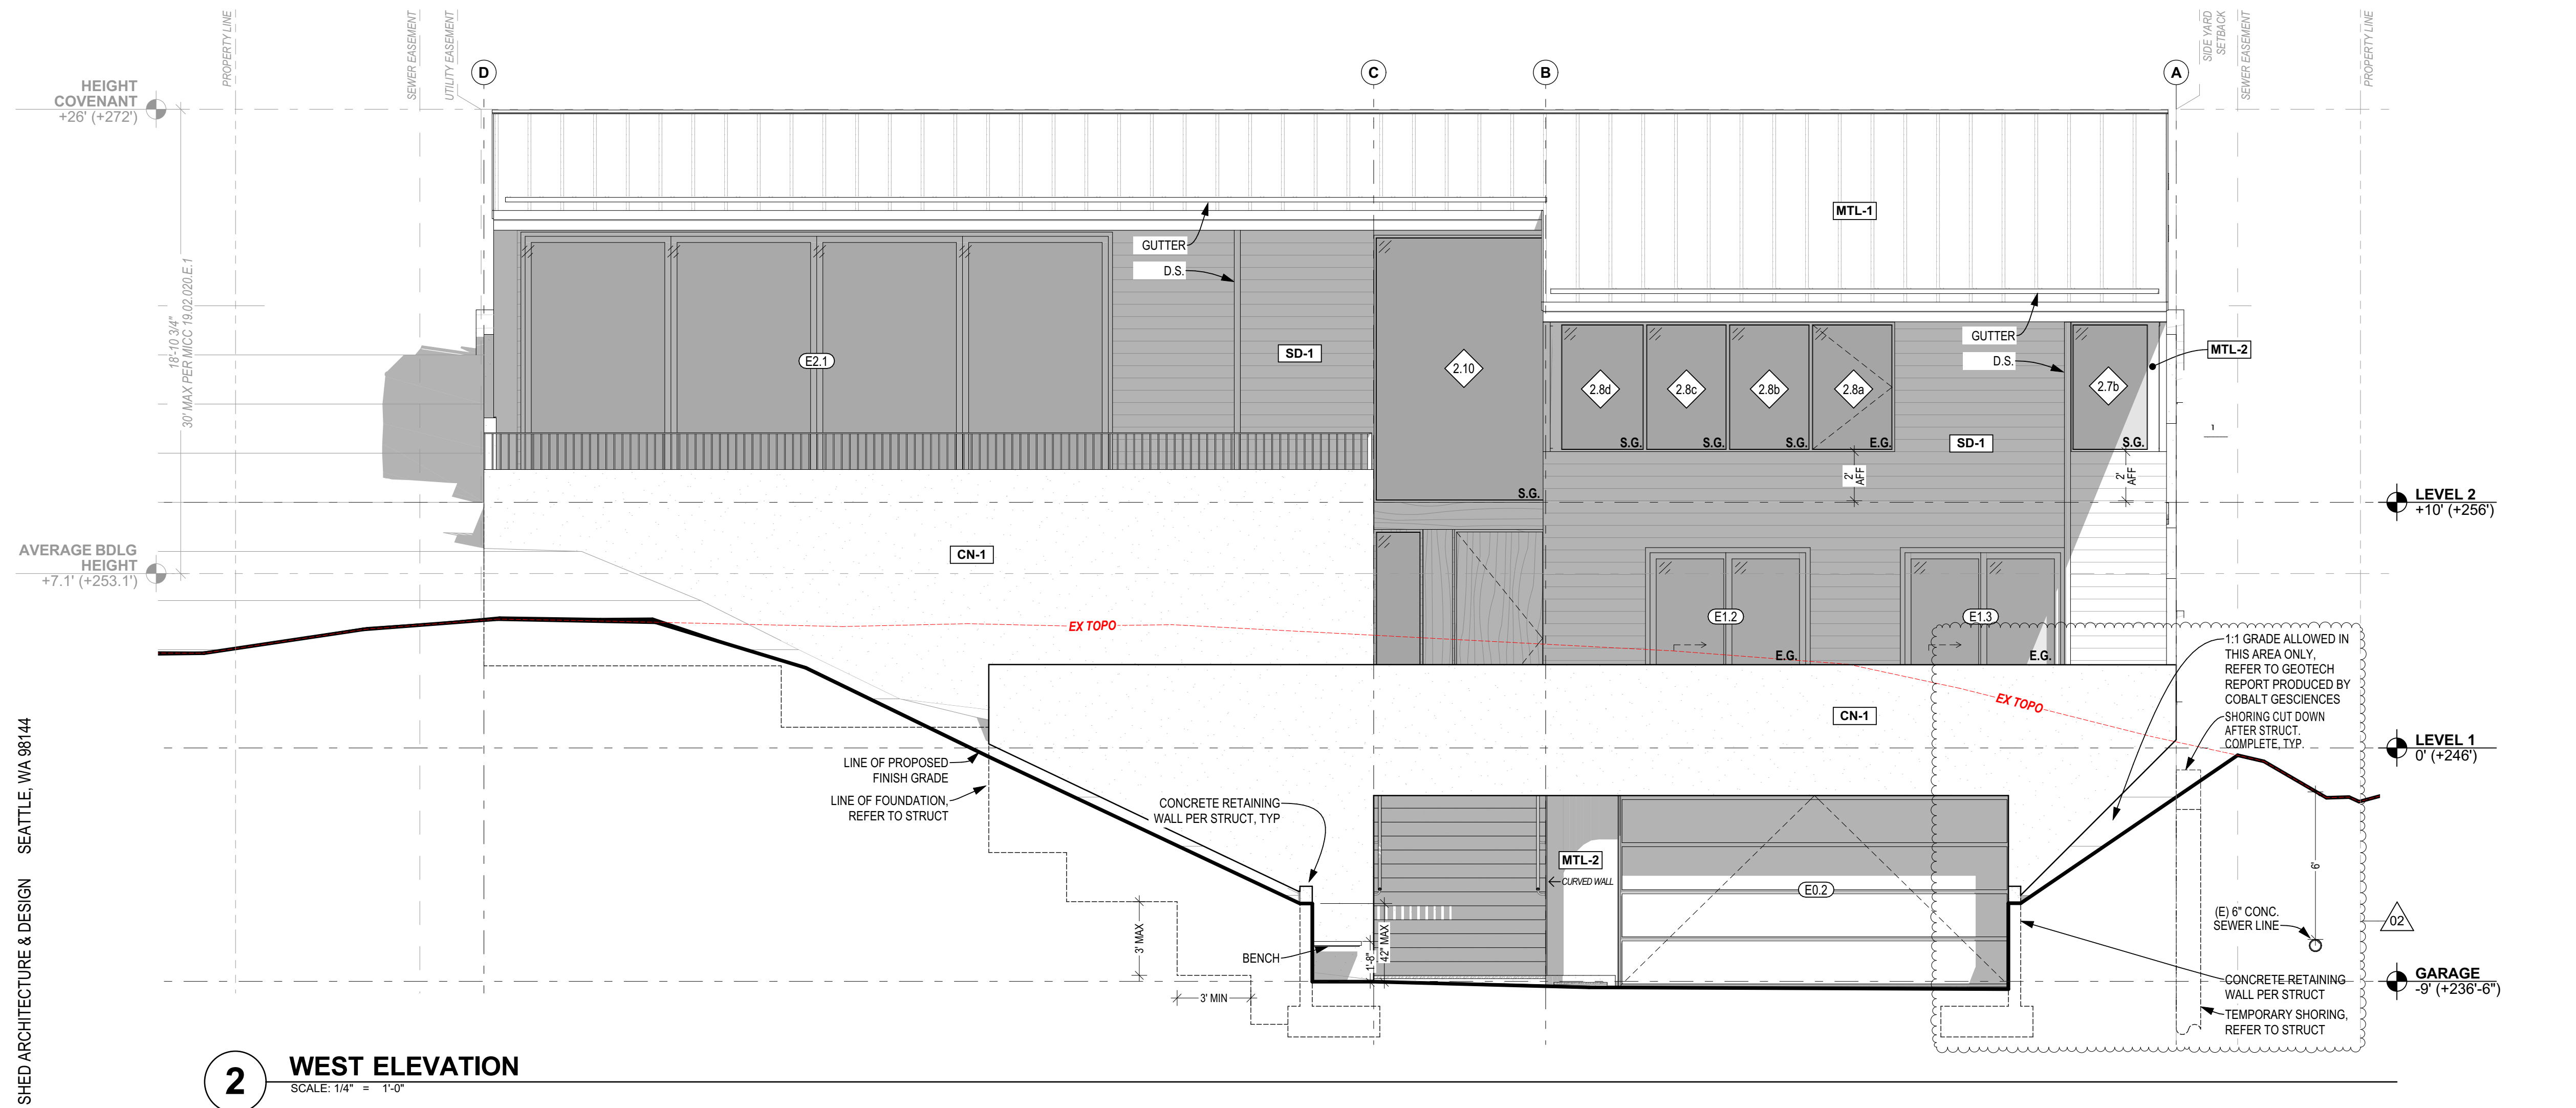 PROPERTY LINE
SEWER EASEMENT
UTILITY EASEMENT
D
C
B
A
SIDE YARD
SETBACK
SEWER EASEMENT
PROPERTY LINE
HEIGHT
COVENANT
+26' (+272')
18'-10 3/4"
30' MAX PER MICC 19.02.020.E.1
AVERAGE BDLG
HEIGHT
+7.1' (+253.1')
GUTTER
D.S.
SD-1
E2.1
2.10
S.G.
MTL-1
GUTTER
D.S.
MTL-2
2.8d
2.8c
2.8b
2.8a
2.7b
S.G.
S.G.
S.G.
E.G.
S.G.
SD-1
2'
AFF
2'
AFF
1
LEVEL 2
+10' (+256')
CN-1
EX TOPO
E1.2
E.G.
E1.3
E.G.
CN-1
EX TOPO
1:1 GRADE ALLOWED IN
THIS AREA ONLY,
REFER TO GEOTECH
REPORT PRODUCED BY
COBALT GESCIENCES
SHORING CUT DOWN
AFTER STRUCT.
COMPLETE, TYP.
LEVEL 1
0' (+246')
LINE OF PROPOSED
FINISH GRADE
LINE OF FOUNDATION,
REFER TO STRUCT
CONCRETE RETAINING
WALL PER STRUCT, TYP
MTL-2
CURVED WALL
E0.2
6'
(E) 6" CONC.
SEWER LINE
02
3' MAX
3' MIN
BENCH
1'-8"
42" MAX
GARAGE
-9' (+236'-6")
CONCRETE RETAINING
WALL PER STRUCT
TEMPORARY SHORING,
REFER TO STRUCT
SHED ARCHITECTURE & DESIGN SEATTLE, WA 98144
2
WEST ELEVATION
SCALE: 1/4" = 1'-0"